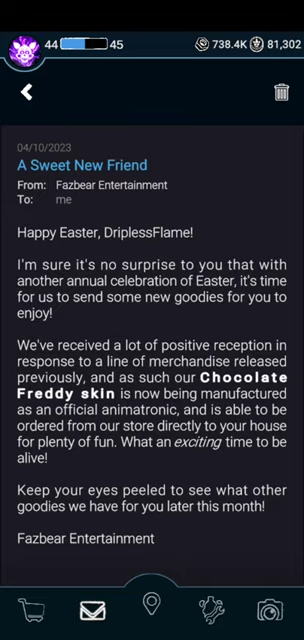 44 45 738.4K 81,302
04/10/2023
A Sweet New Friend
From: Fazbear Entertainment
To: me
Happy Easter, DriplessFlame!
I'm sure it's no surprise to you that with
another annual celebration of Easter, it's time
for us to send some new goodies for you to
enjoy!
We've received a lot of positive reception in
response to a line of merchandise released
previously, and as such our Chocolate
Freddy skin is now being manufactured
as an official animatronic, and is able to be
ordered from our store directly to your house
for plenty of fun. What an exciting time to be
alive!
Keep your eyes peeled to see what other
goodies we have for you later this month!
Fazbear Entertainment